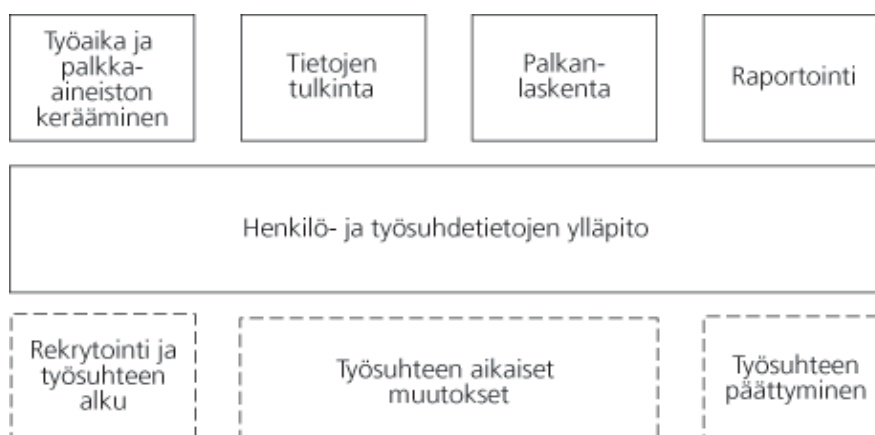 Työaika ja
palkka-
aineiston
kerääminen
Tietojen
tulkinta
Palkan-
laskenta
Raportointi
Henkilö- ja työsuhdetietojen ylläpito
Rekrytointi ja
työsuhteen
alku
Työsuhteen aikaiset
muutokset
Työsuhteen
päättyminen